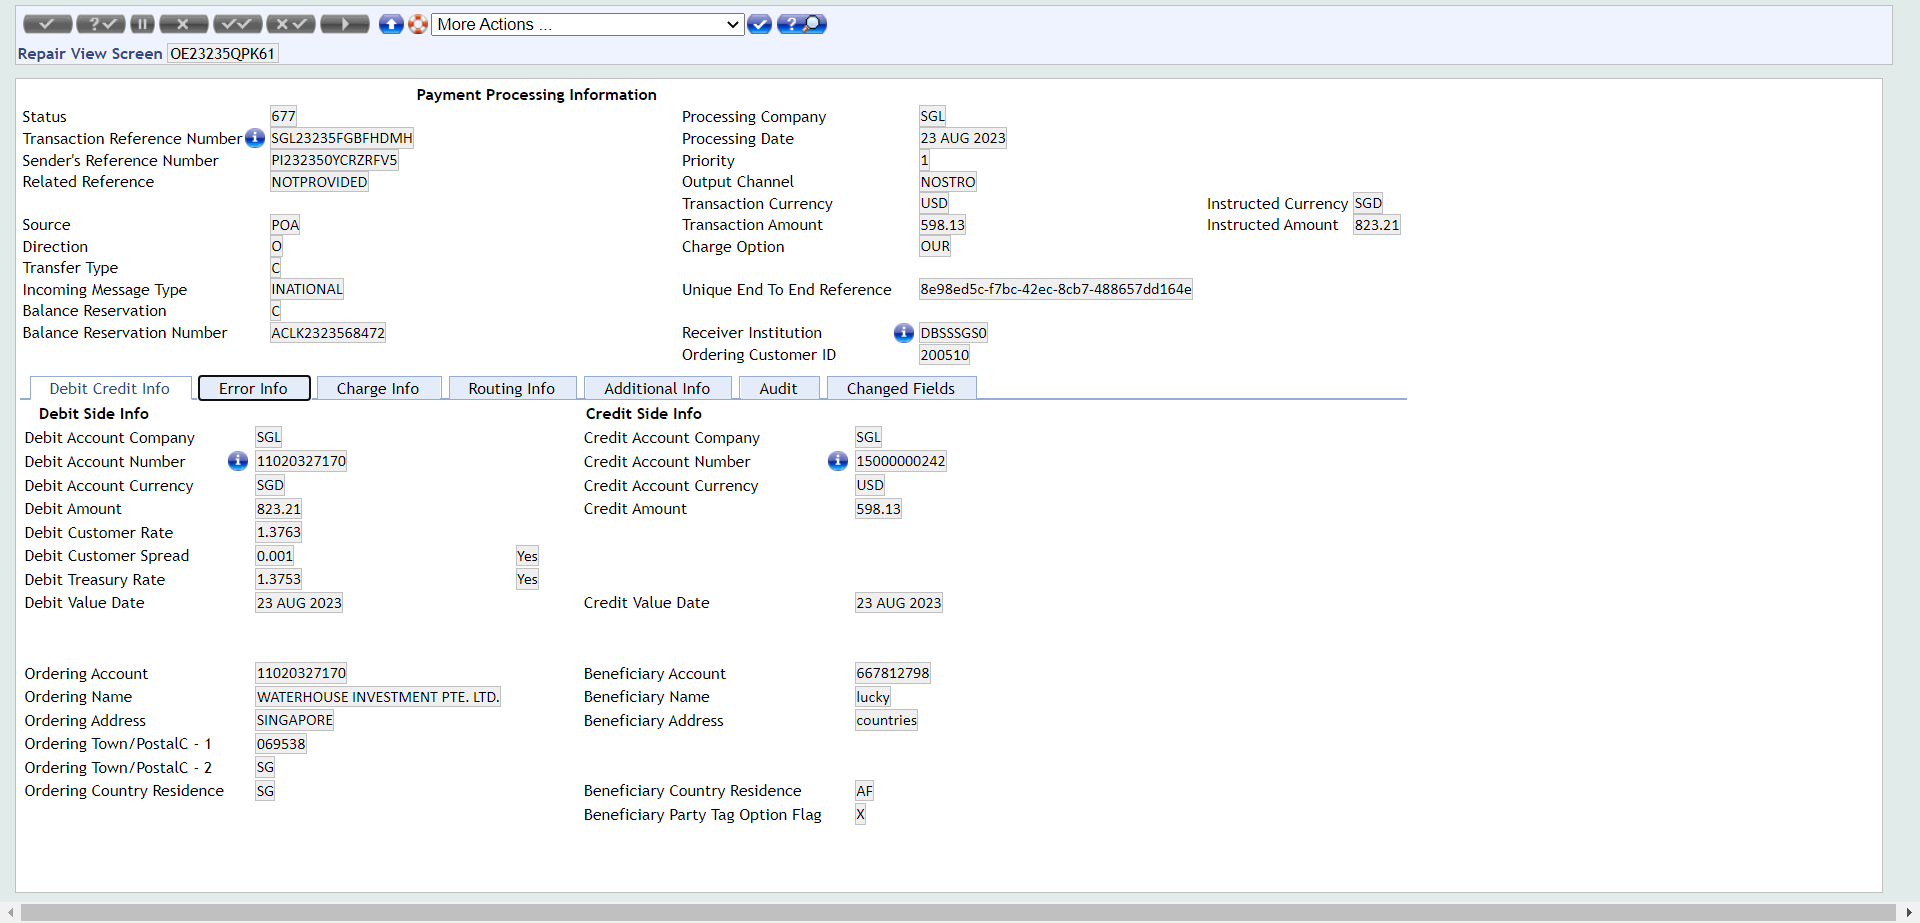 More Actions ...
Repair View Screen OE23235QPK61
Payment Processing Information
Status 677 Processing Company SGL
Transaction Reference Number SGL23235FGBFHDMH Processing Date 23 AUG 2023
Sender's Reference Number PI232350YCRZRFV5 Priority 1
Related Reference NOTPROVIDED Output Channel NOSTRO
Transaction Currency USD Instructed Currency SGD
Source POA Transaction Amount 598.13 Instructed Amount 823.21
Direction O Charge Option OUR
Transfer Type C
Incoming Message Type INATIONAL Unique End To End Reference 8e98ed5c-f7bc-42ec-8cb7-488657dd164e
Balance Reservation C
Balance Reservation Number ACLK2323568472 Receiver Institution DBSSSGS0
Ordering Customer ID 200510
Debit Credit Info Error Info Charge Info Routing Info Additional Info Audit Changed Fields
Debit Side Info Credit Side Info
Debit Account Company SGL Credit Account Company SGL
Debit Account Number 11020327170 Credit Account Number 15000000242
Debit Account Currency SGD Credit Account Currency USD
Debit Amount 823.21 Credit Amount 598.13
Debit Customer Rate 1.3763
Debit Customer Spread 0.001 Yes
Debit Treasury Rate 1.3753 Yes
Debit Value Date 23 AUG 2023 Credit Value Date 23 AUG 2023
Ordering Account 11020327170 Beneficiary Account 667812798
Ordering Name WATERHOUSE INVESTMENT PTE. LTD. Beneficiary Name lucky
Ordering Address SINGAPORE Beneficiary Address countries
Ordering Town/PostalC - 1 069538
Ordering Town/PostalC - 2 SG
Ordering Country Residence SG Beneficiary Country Residence AF
Beneficiary Party Tag Option Flag X